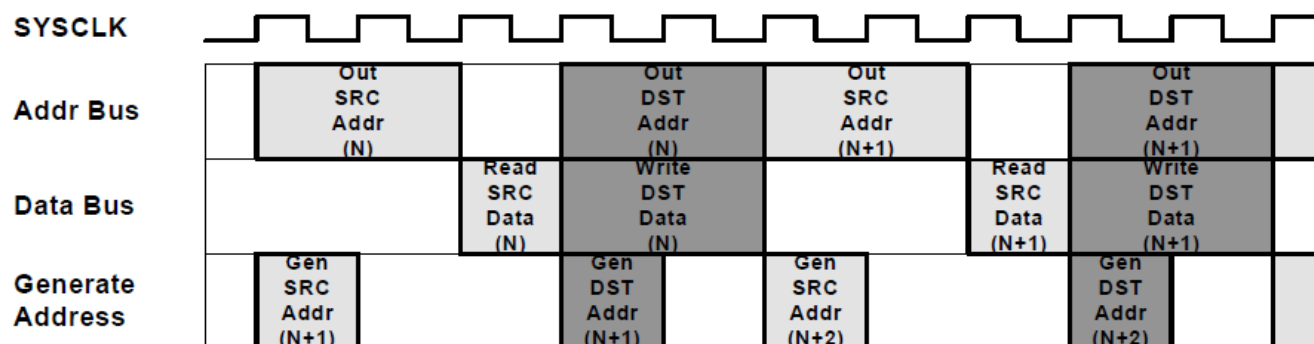 SYSCLK
Addr Bus
Out
SRC
Addr
(N)
Out
DST
Addr
(N)
Out
SRC
Addr
(N+1)
Out
DST
Addr
(N+1)
Data Bus
Read
SRC
Data
(N)
Write
DST
Data
(N)
Read
SRC
Data
(N+1)
Write
DST
Data
(N+1)
Generate
Address
Gen
SRC
Addr
(N+1)
Gen
DST
Addr
(N+1)
Gen
SRC
Addr
(N+2)
Gen
DST
Addr
(N+2)